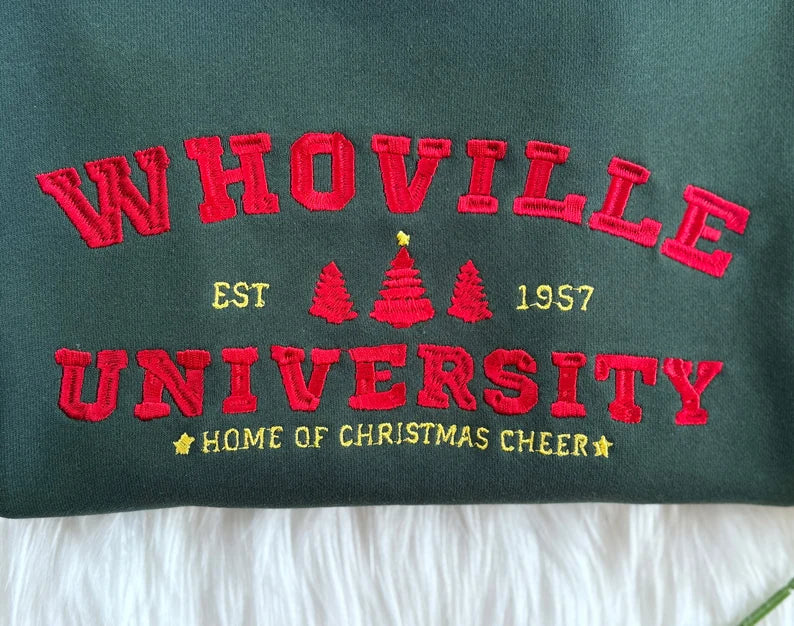 WHOVILLE
EST 1957
UNIVERSITY
HOME OF CHRISTMAS CHEER